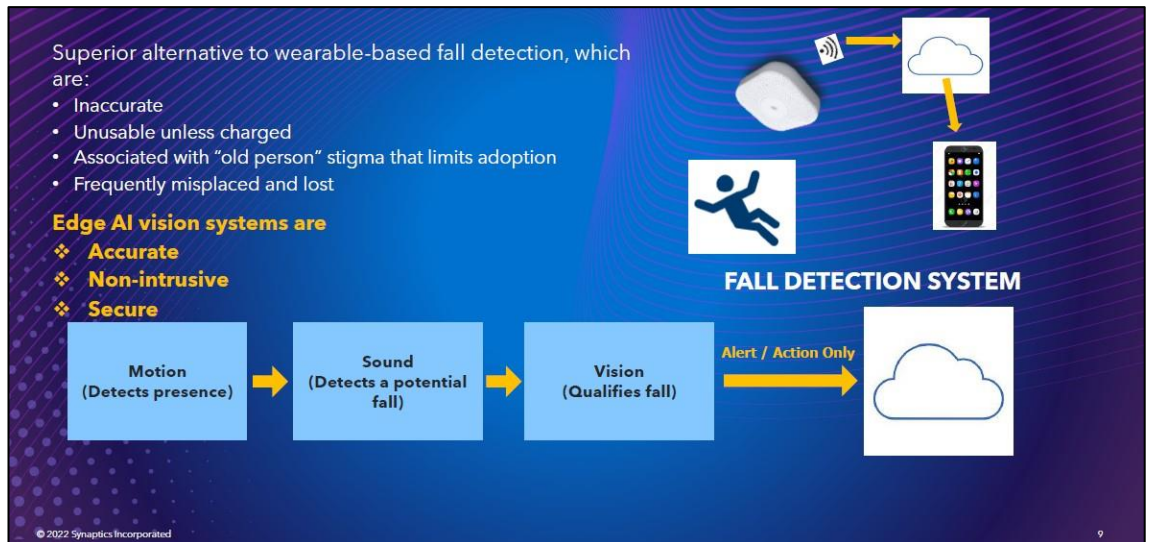 Superior alternative to wearable-based fall detection, which
are:
• Inaccurate
• Unusable unless charged
• Associated with “old person” stigma that limits adoption
• Frequently misplaced and lost
Edge AI vision systems are
❖ Accurate
❖ Non-intrusive
❖ Secure
FALL DETECTION SYSTEM
Motion
(Detects presence)
Sound
(Detects a potential
fall)
Vision
(Qualifies fall)
Alert / Action Only
© 2022 Synaptics Incorporated
9